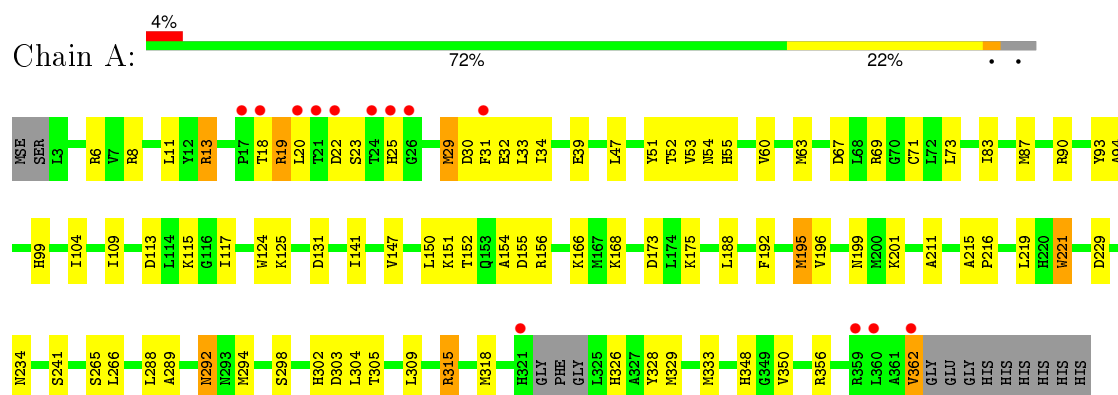 4%
Chain A:
72% 22% • •
MSE SER L3 R6 V7 R8 L11 Y12 R13 P17 T18 R19 L20 T21 D22 S23 T24 H25 G26 M29 D30 F31 E32 L33 I34 E39 L47 Y51 T52 V53 N54 H55 V60 M63 D67 L68 R69 G70 C71 L72 L73 I83 M87 R90 Y93 A94
H99 I104 I109 D113 L114 K115 G116 I117 W124 K125 D131 I141 V147 L150 K151 T152 Q153 A154 D155 R156 K166 M167 K168 D173 L174 K175 L188 F192 M195 V196 N199 M200 K201 A211 A215 P216 L219 H220 W221 D229
N234 S241 S265 L266 L288 A289 N292 N293 M294 S298 H302 D303 L304 T305 L309 R315 M318 H321 GLY PHE GLY L325 H326 A327 Y328 M329 M333 H348 G349 V350 R356 R359 L360 A361 V362 GLY GLU GLY HIS HIS HIS HIS HIS HIS